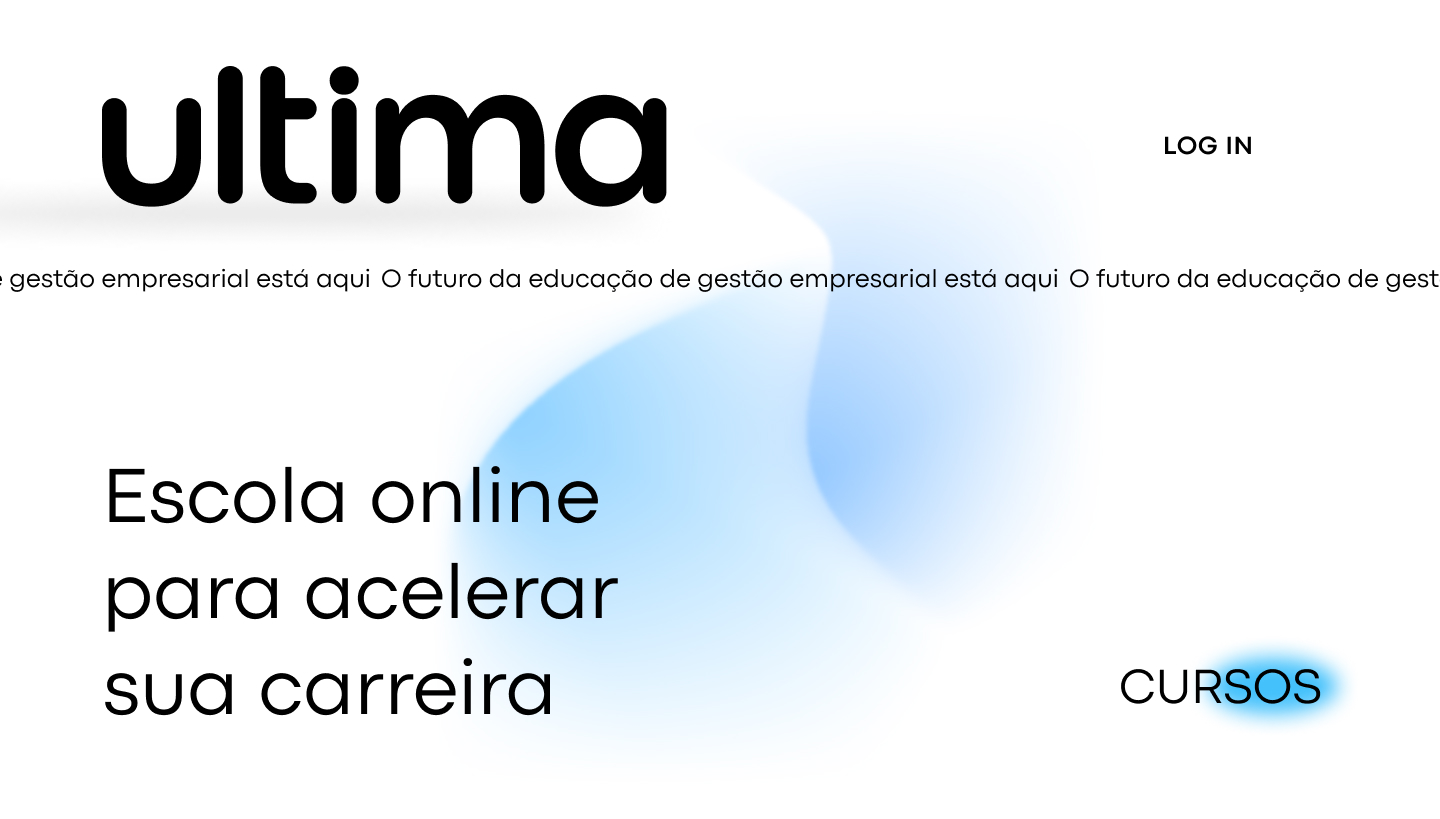 ultima
LOG IN
e gestão empresarial está aqui O futuro da educação de gestão empresarial está aqui O futuro da educação de gest
Escola online
para acelerar
sua carreira
CURSOS